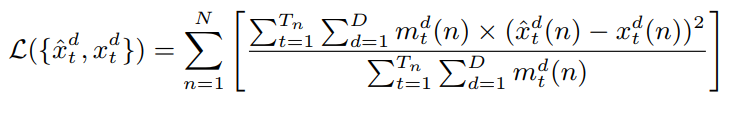 $\mathcal{L}(\{\hat{x}_t^d, x_t^d\}) = \sum_{n=1}^{N} \left[ \frac{\sum_{t=1}^{T_n} \sum_{d=1}^{D} m_t^d(n) \times (\hat{x}_t^d(n) - x_t^d(n))^2}{\sum_{t=1}^{T_n} \sum_{d=1}^{D} m_t^d(n)} \right]$